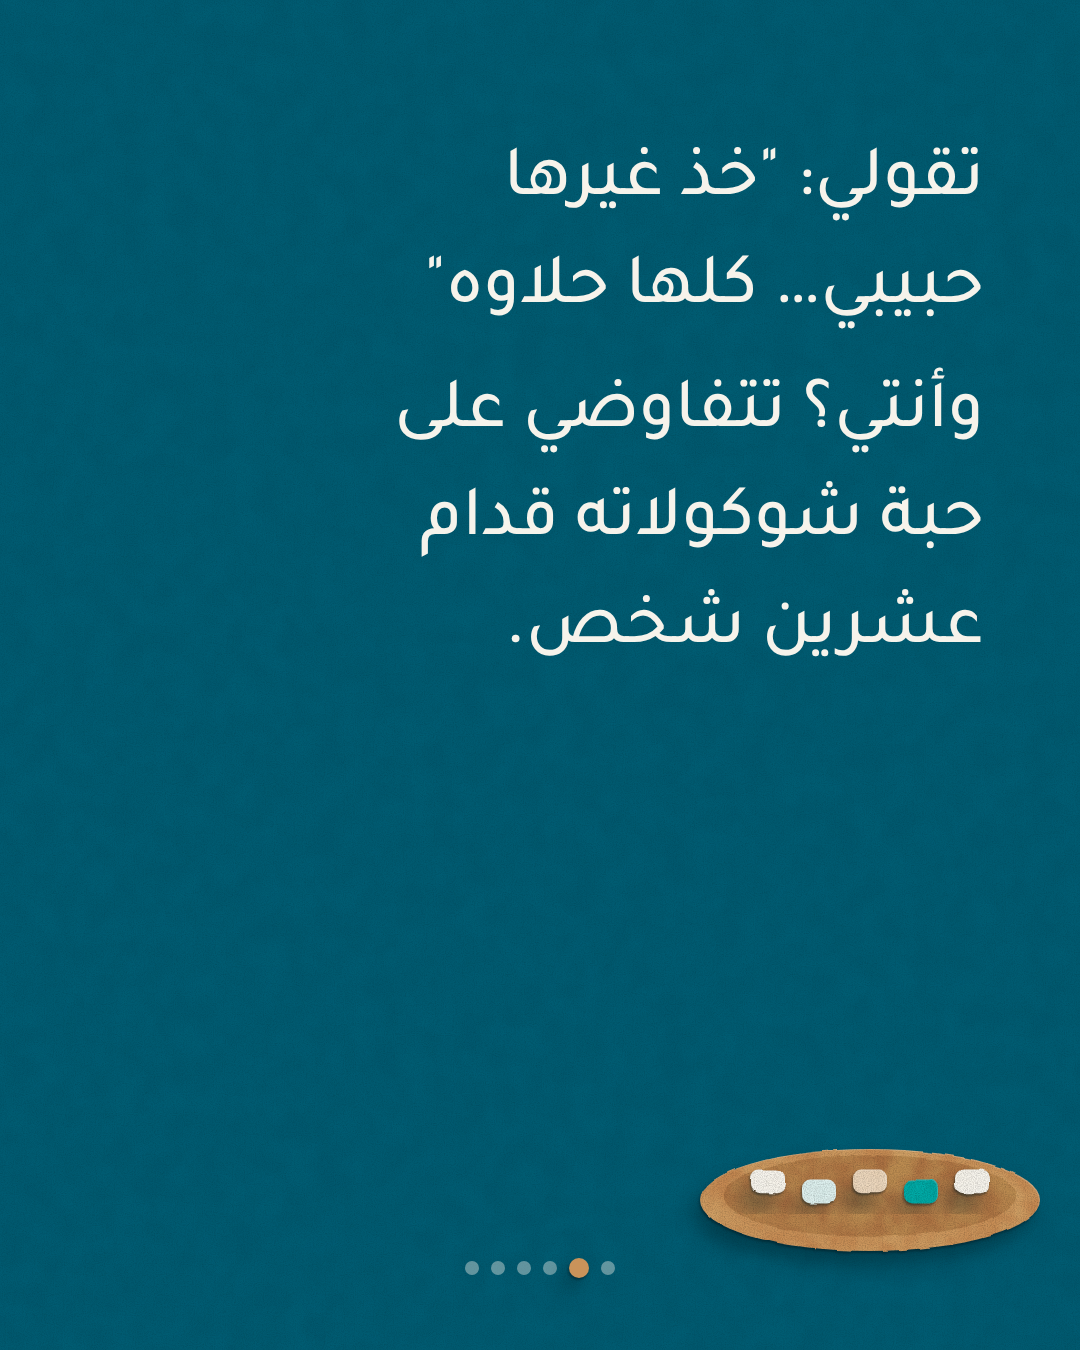 تقولي: "خذ غيرها
حبيبي... كلها حلاوه"
وأنتي؟ تتفاوضي على
حبة شوكولاته قدام
عشرين شخص.